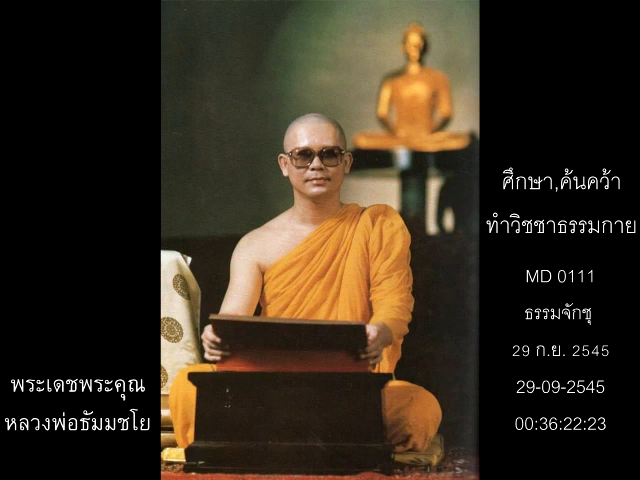 ศึกษา,ค้นคว้า
ทำวิชชาธรรมกาย
MD 0111
ธรรมจักซุ
29 ก.ย. 2545
29-09-2545
00:36:22:23
พระเดชพระคุณ
หลวงพ่อธัมมชโย